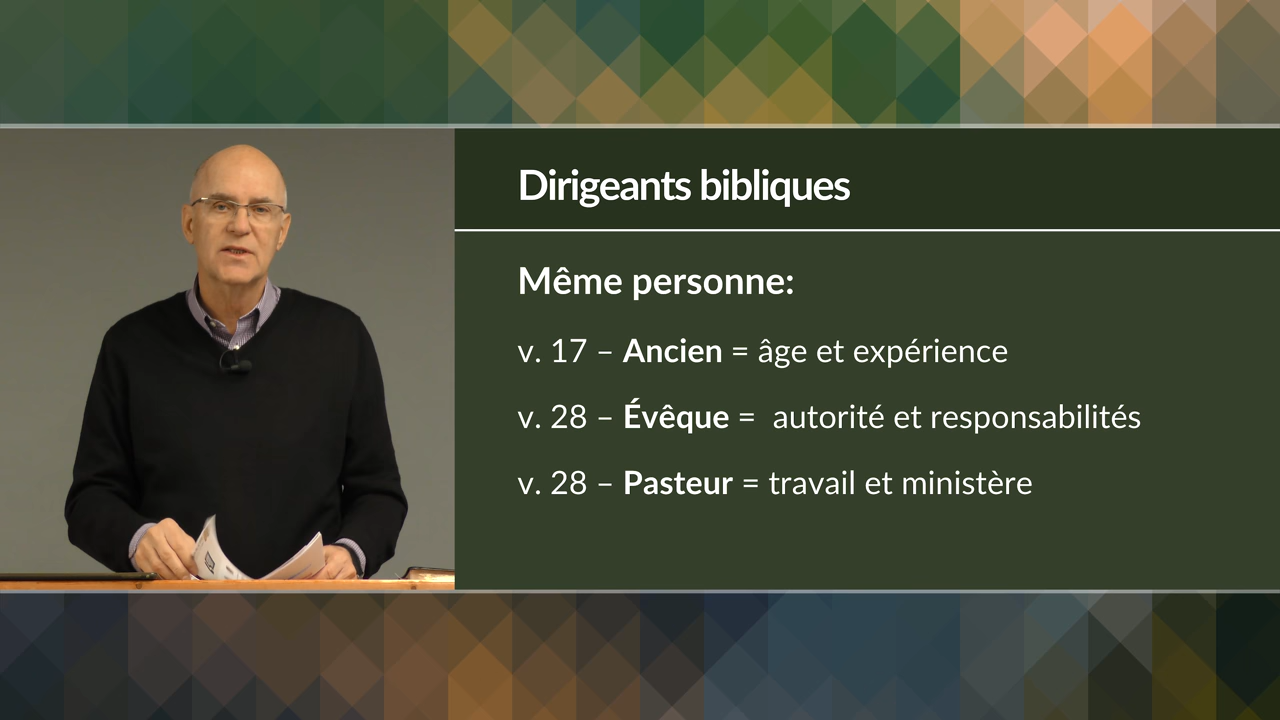 Dirigeants bibliques
Même personne:
v. 17 – Ancien = âge et expérience
v. 28 – Évêque =  autorité et responsabilités
v. 28 – Pasteur = travail et ministère